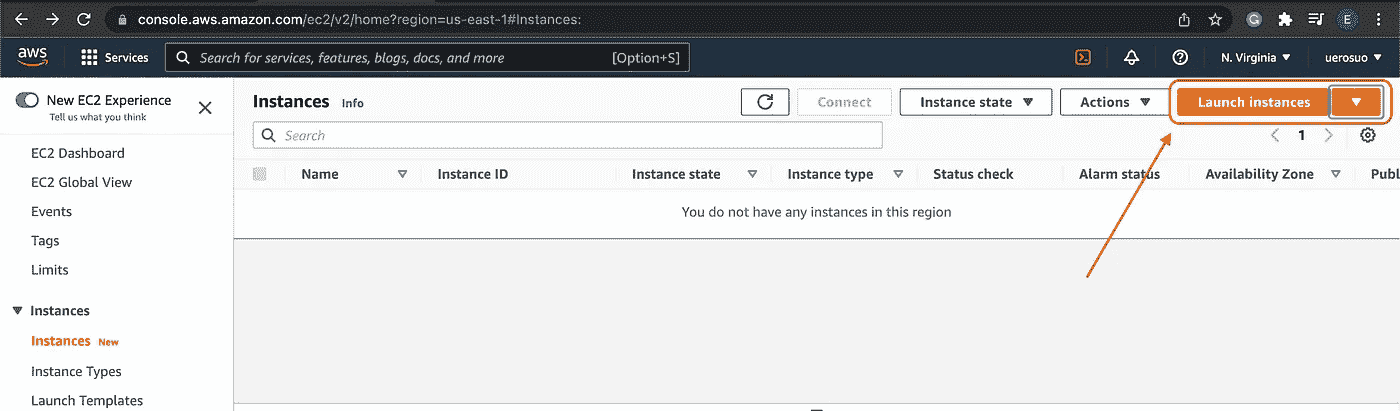 console.aws.amazon.com/ec2/v2/home?region=us-east-1#Instances:
G
E
aws
Services
Search for services, features, blogs, docs, and more
[Option+S]
N. Virginia
uerosuo
New EC2 Experience
Tell us what you think
Instances Info
Connect
Instance state
Actions
Launch instances
Search
1
Name
Instance ID
Instance state
Instance type
Status check
Alarm status
Availability Zone
Publ
You do not have any instances in this region
EC2 Dashboard
EC2 Global View
Events
Tags
Limits
Instances
Instances New
Instance Types
Launch Templates